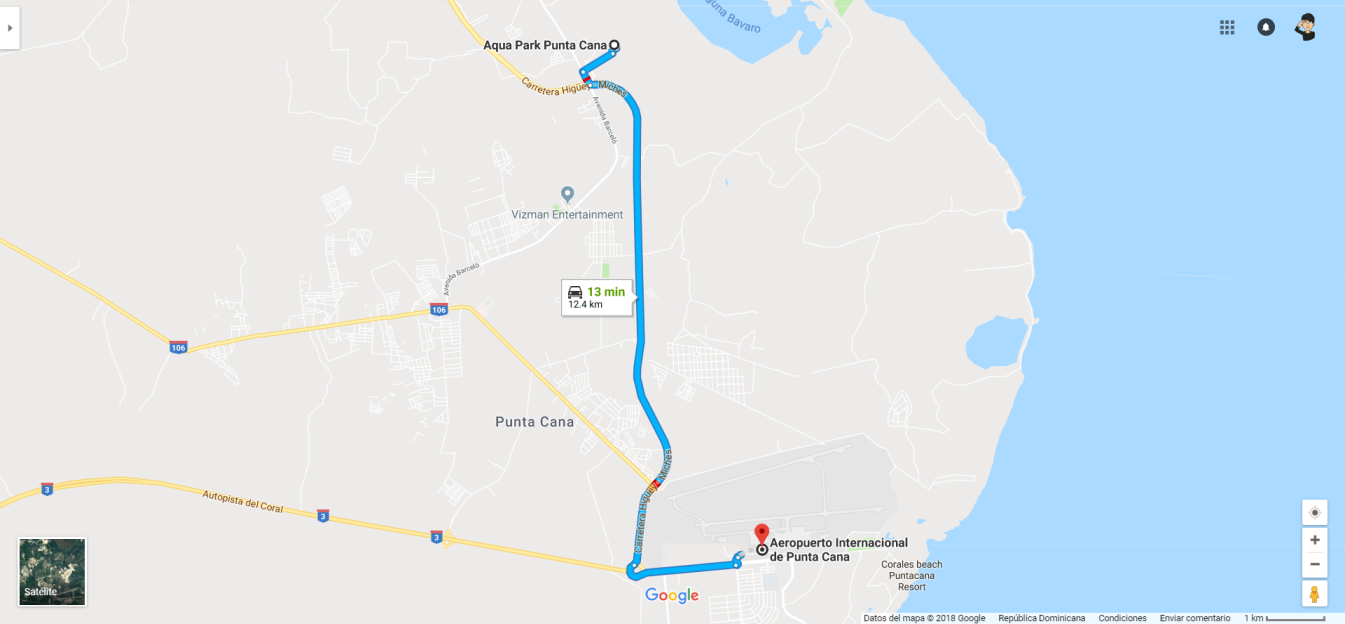 Laguna Bavaro
Aqua Park Punta Cana
Carretera Higüey
Miches
Avenida Barceló
Vizman Entertainment
Avenida Barceló
13 min
12.4 km
106
106
Punta Cana
Miches
3
Autopista del Coral
3
3
Carretera Higüey
Aeropuerto Internacional
de Punta Cana
Corales beach
Puntacana
Resort
Satélite
Google
Datos del mapa © 2018 Google
República Dominicana
Condiciones
Enviar comentario
1 km